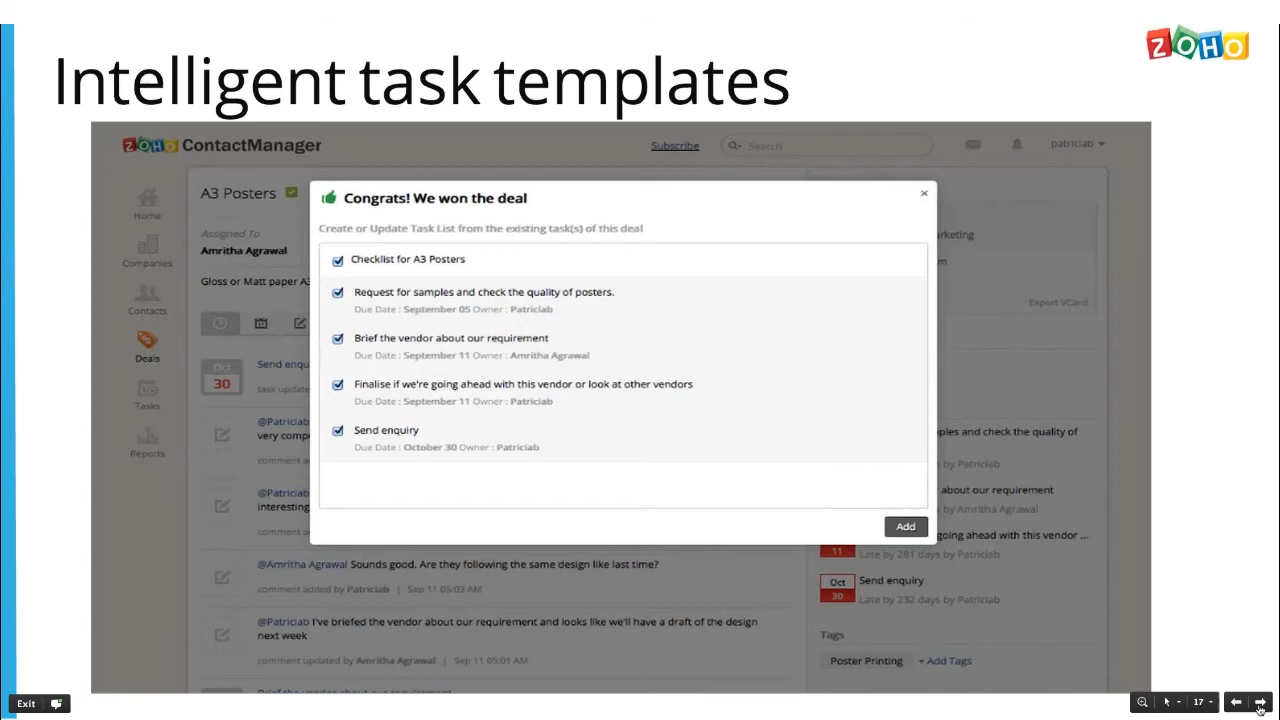 Intelligent task templates
ZOHO
ZOHO ContactManager
Subscribe
Search
patriciab
Home
Companies
Contacts
Deals
Tasks
Reports
A3 Posters
Assigned To
Amritha Agrawal
Gloss or Matt paper A3
Congrats! We won the deal
×
Create or Update Task List from the existing task(s) of this deal
Checklist for A3 Posters
Request for samples and check the quality of posters.
Due Date : September 05 Owner : Patriciab
Brief the vendor about our requirement
Due Date : September 11 Owner : Amritha Agrawal
Finalise if we're going ahead with this vendor or look at other vendors
Due Date : September 11 Owner : Patriciab
Send enquiry
Due Date : October 30 Owner : Patriciab
Add
Export VCard
Oct
30
Send enqu
task update
@Patriciab
very comp
comment a
@Patriciab
interesting
comment a
@Amritha Agrawal Sounds good. Are they following the same design like last time?
comment added by Patriciab | Sep 11 05:03 AM
@Patriciab I've briefed the vendor about our requirement and looks like we'll have a draft of the design
next week
comment updated by Amritha Agrawal | Sep 11 05:01 AM
ples and check the quality of
by Patriciab
about our requirement
by Amritha Agrawal
going ahead with this vendor ...
11
Late by 281 days by Patriciab
Oct
30
Send enquiry
Late by 232 days by Patriciab
Tags
Poster Printing + Add Tags
Exit
17